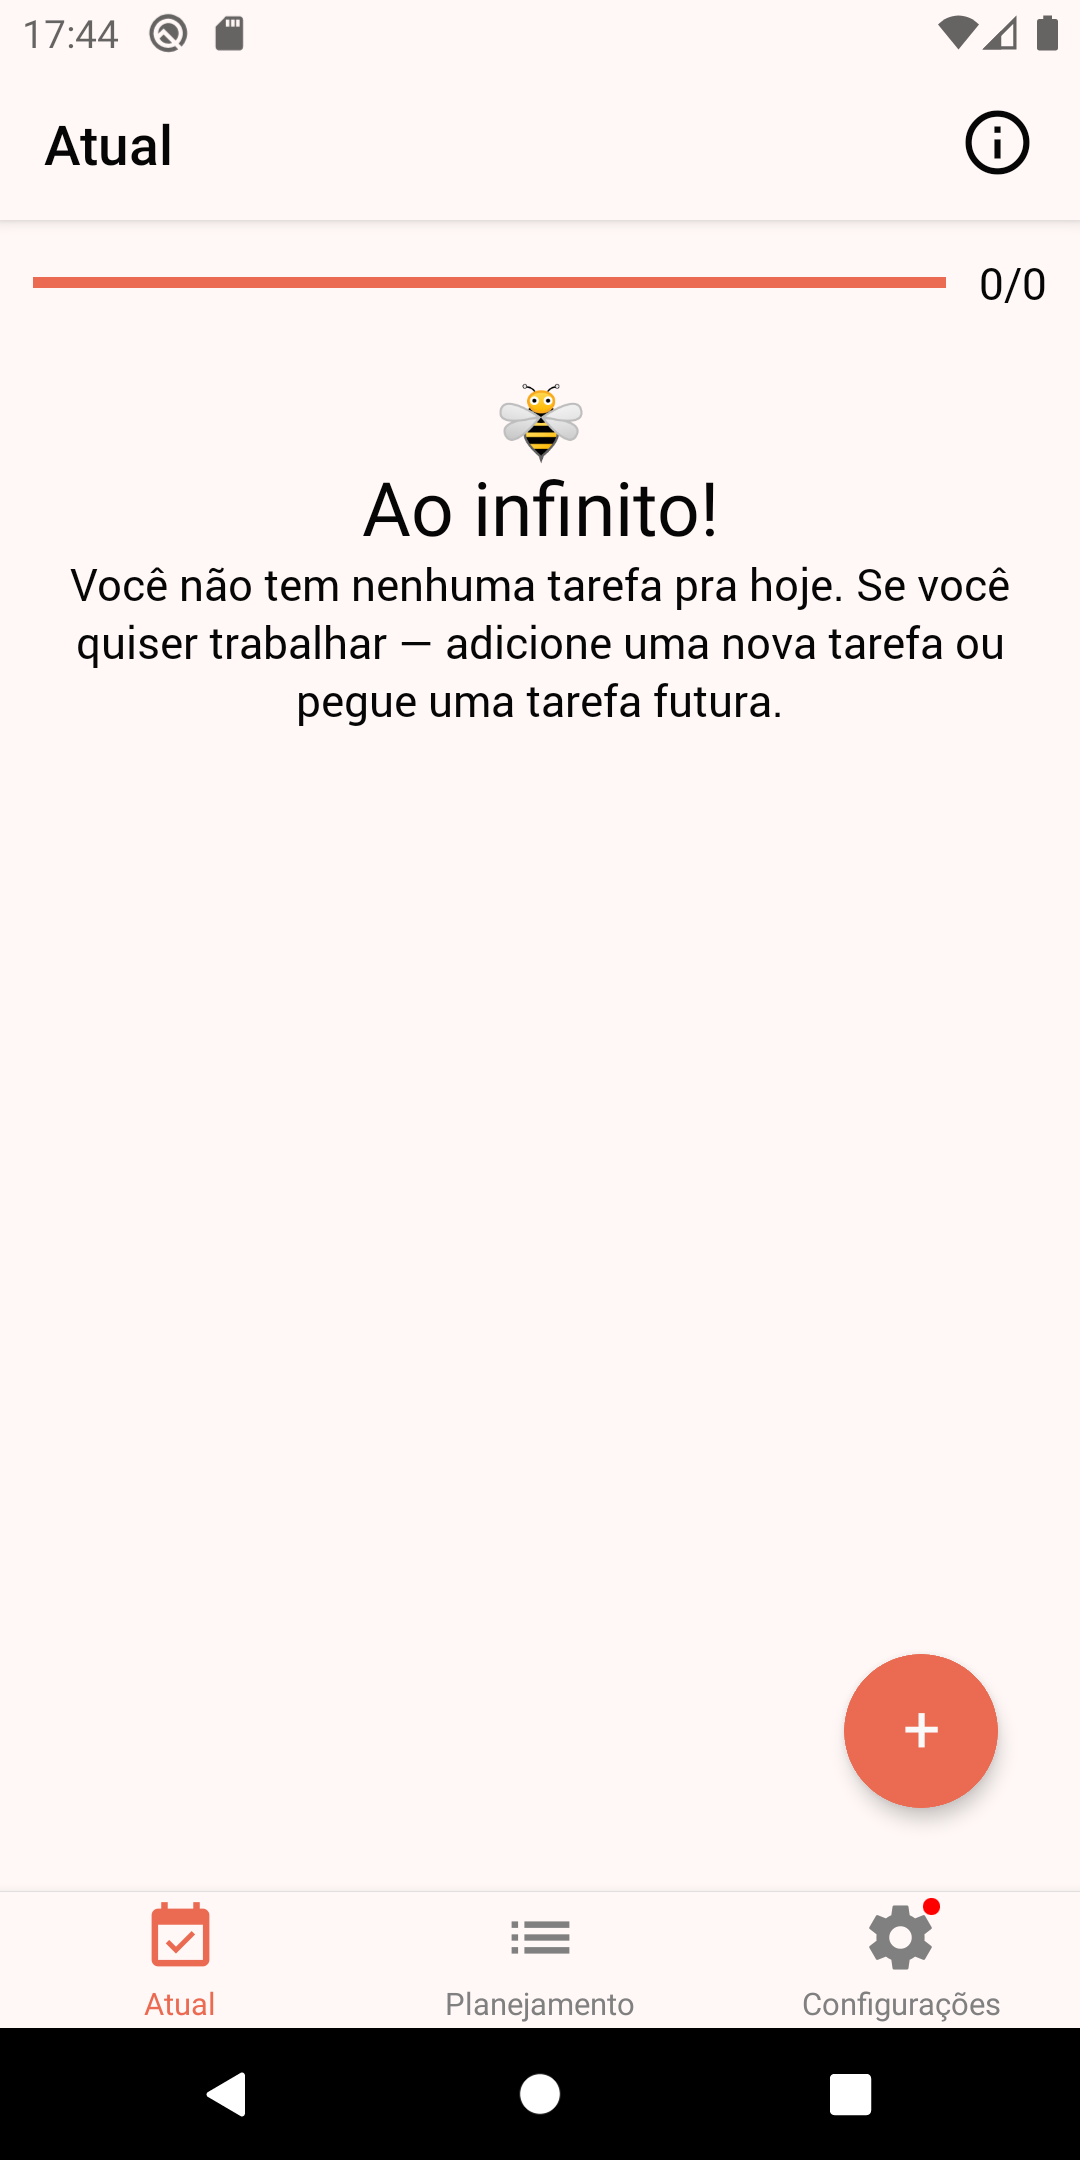 17:44
Atual
0/0
Ao infinito!
Você não tem nenhuma tarefa pra hoje. Se você
quiser trabalhar — adicione uma nova tarefa ou
pegue uma tarefa futura.
+
Atual
Planejamento
Configurações